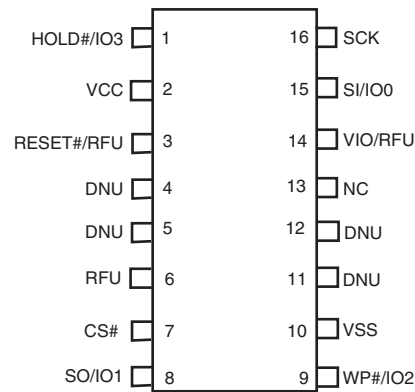 HOLD#/IO3 1 16 SCK
VCC 2 15 SI/IO0
RESET#/RFU 3 14 VIO/RFU
DNU 4 13 NC
DNU 5 12 DNU
RFU 6 11 DNU
CS# 7 10 VSS
SO/IO1 8 9 WP#/IO2